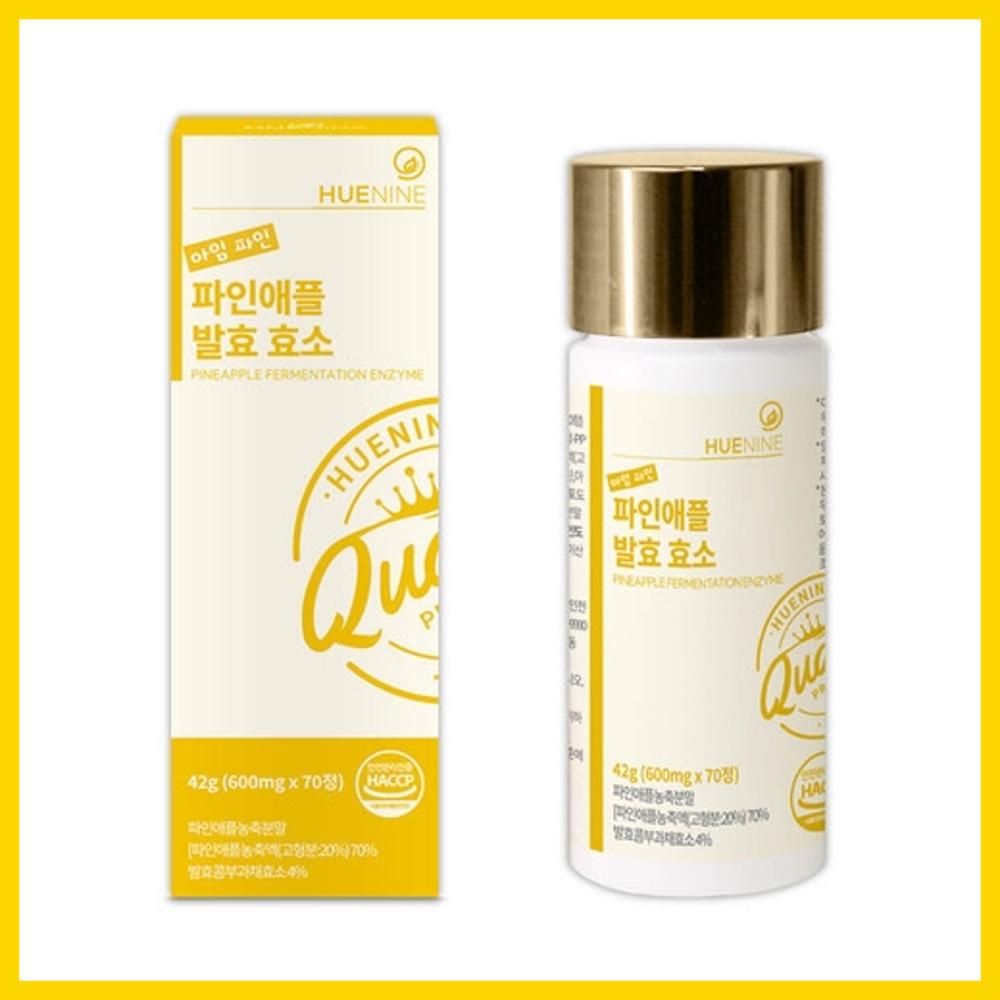 HUENINE
아임 파인
파인애플
발효 효소
PINEAPPLE FERMENTATION ENZYME
HUENIN
42g (600mg x 70정)
HACCP
파인애플농축분말
[파인애플농축액(고형분:20%) 70%
발효콤부과채효소 4%
HUENINE
아임 파인
파인애플
발효 효소
PINEAPPLE FERMENTATION ENZYME
HUENIN
42g (600mg x 70정)
파인애플농축분말
[파인애플농축액(고형분:20%) 70%
발효콤부과채효소 4%